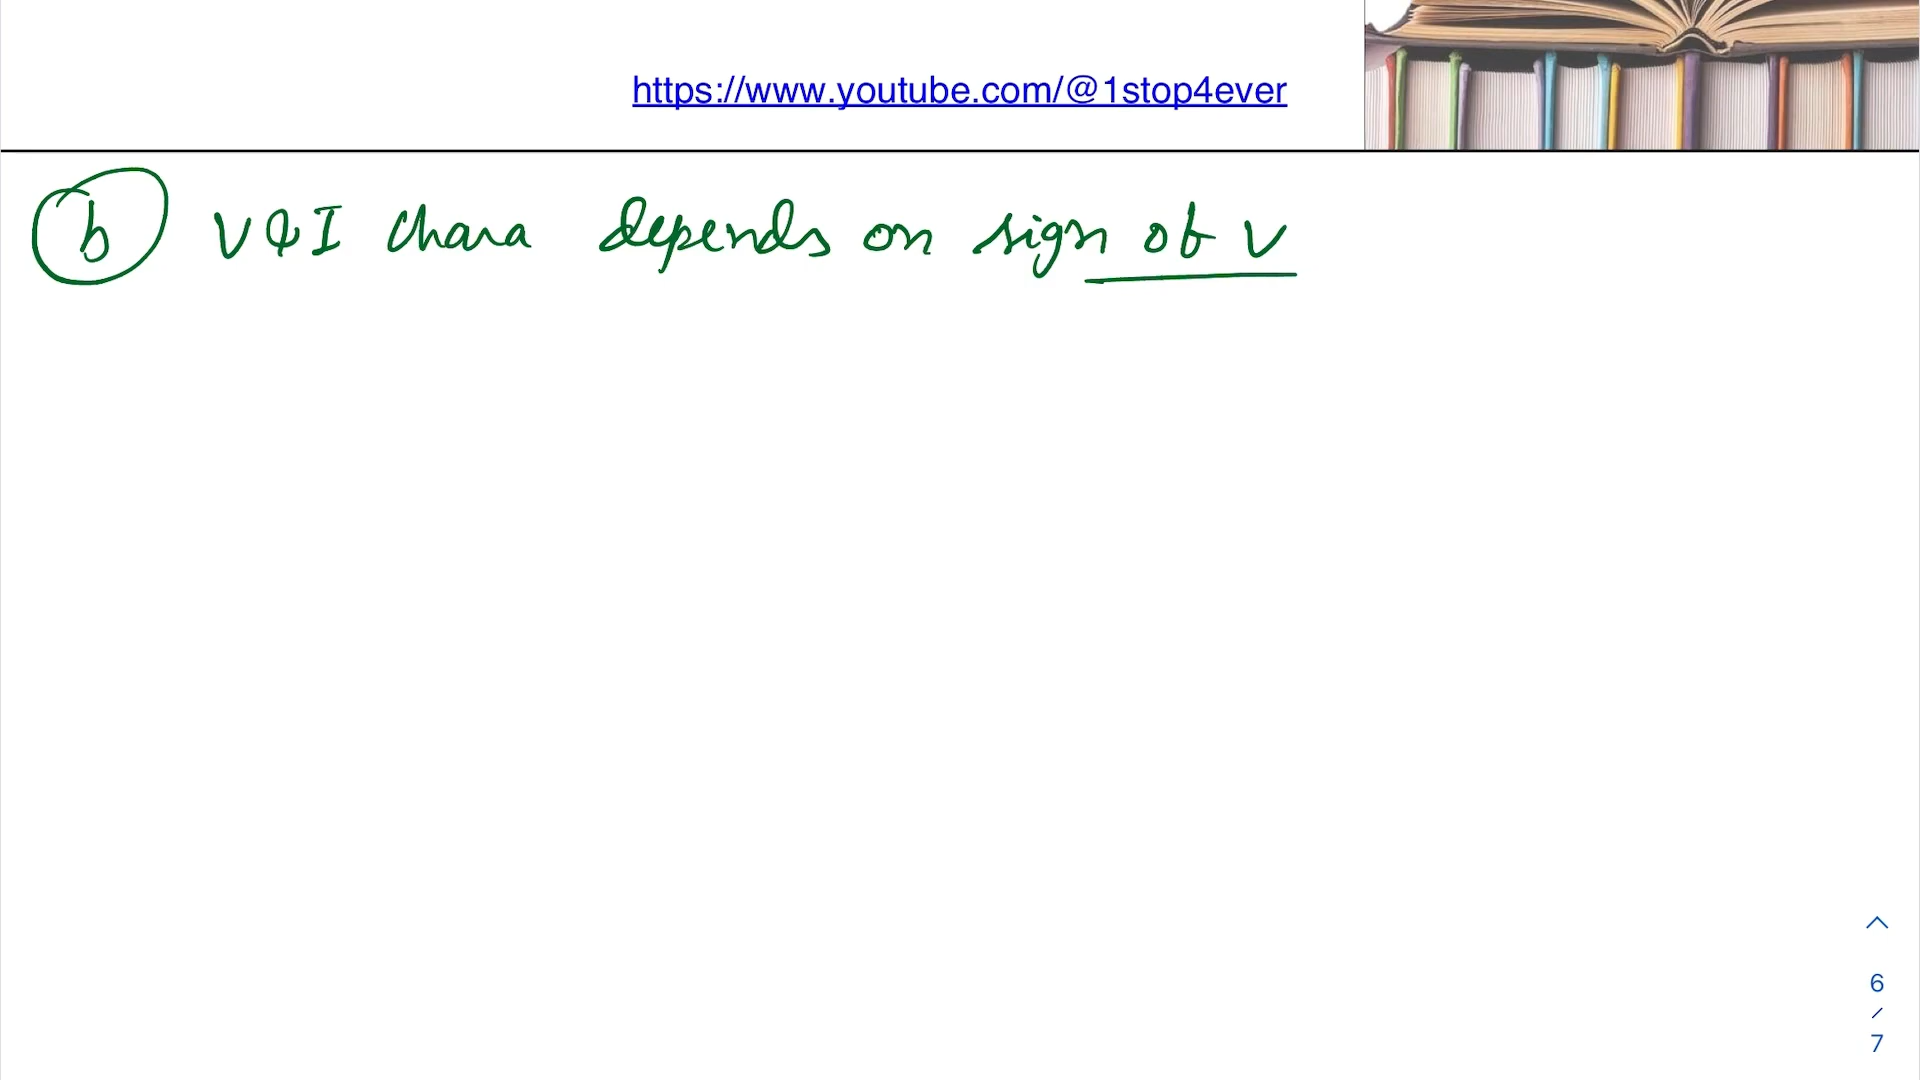 https://www.youtube.com/@1stop4ever
b V & I Chara depends on sign of V
6
/
7